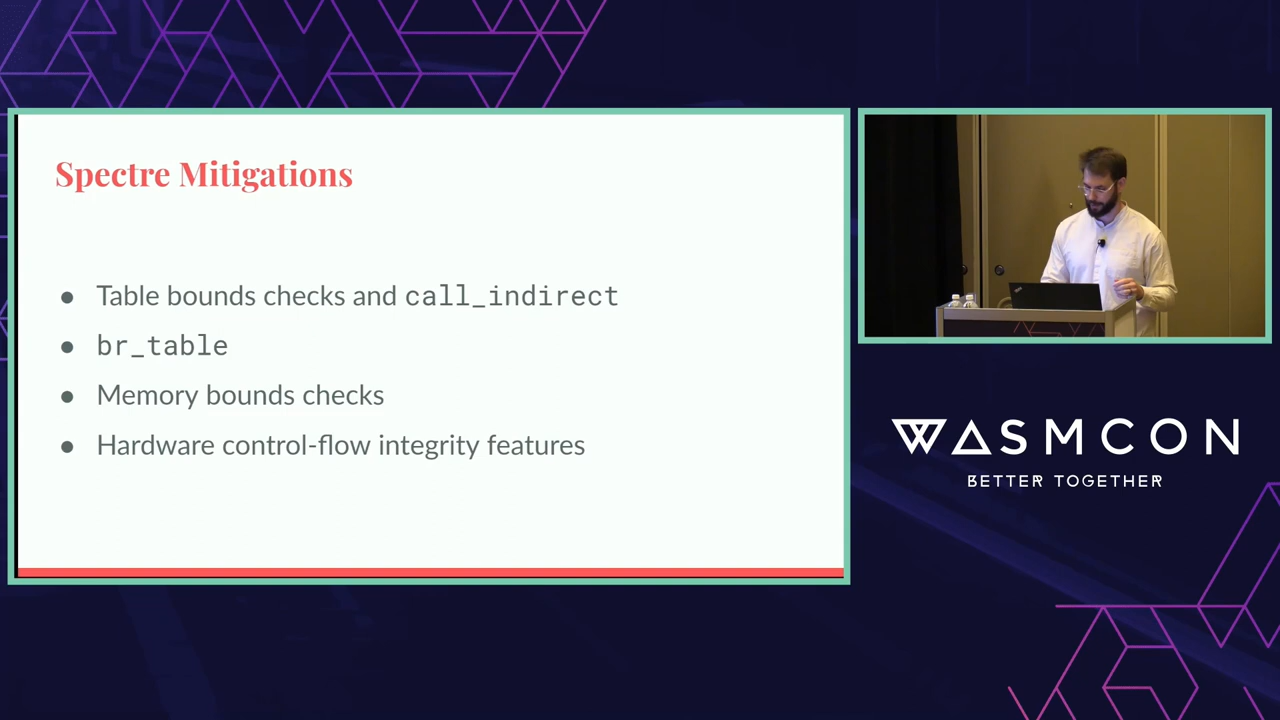 Spectre Mitigations
● Table bounds checks and call_indirect
● br_table
● Memory bounds checks
● Hardware control-flow integrity features
WASMCON
BETTER TOGETHER